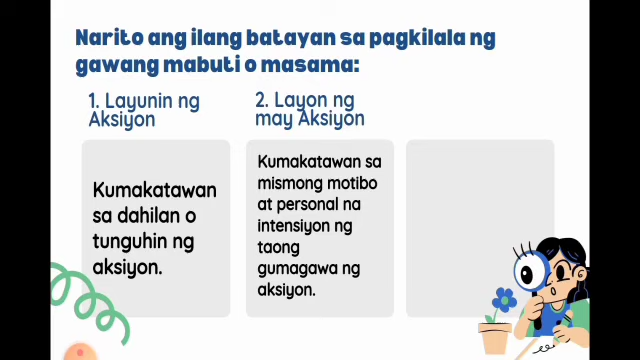 Narito ang ilang batayan sa pagkilala ng
gawang mabuti o masama:
1. Layunin ng
Aksiyon
Kumakatawan
sa dahilan o
tunguhin ng
aksiyon.
2. Layon ng
may Aksiyon
Kumakatawan sa
mismong motibo
at personal na
intensiyon ng
taong
gumagawa ng
aksiyon.